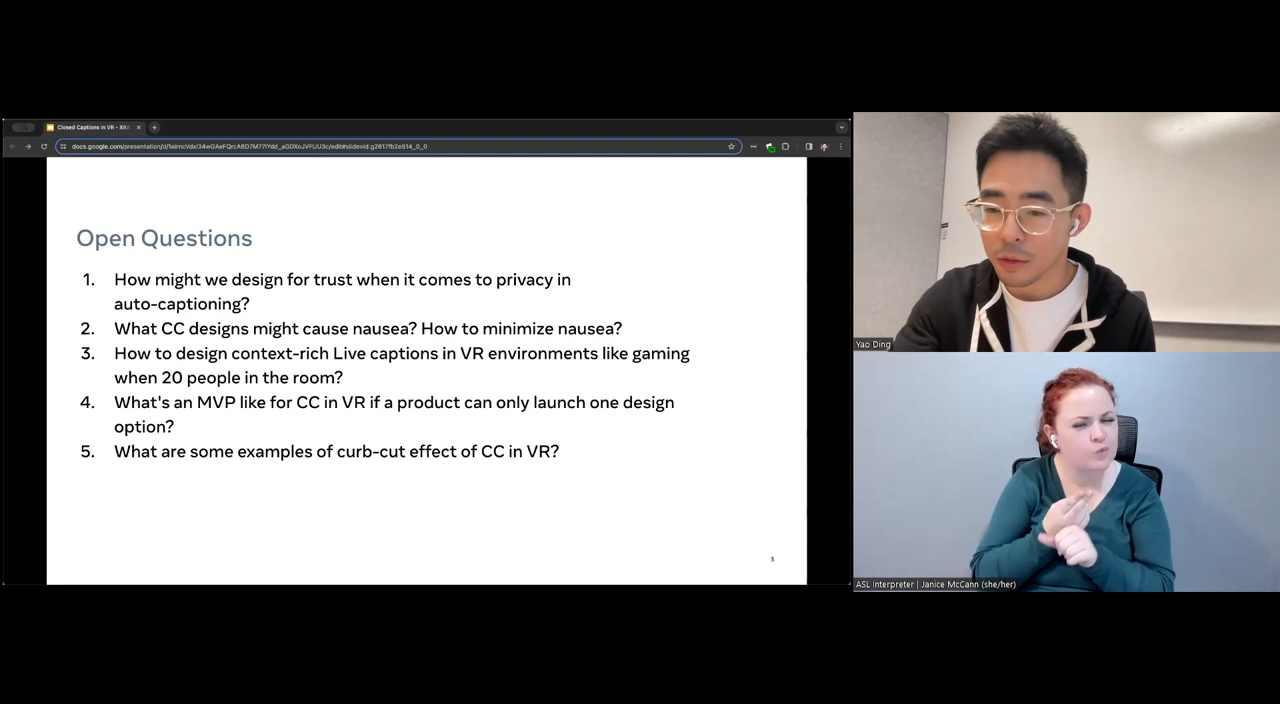 Closed Captions in VR - XRA
Open Questions
1. How might we design for trust when it comes to privacy in
auto-captioning?
2. What CC designs might cause nausea? How to minimize nausea?
3. How to design context-rich Live captions in VR environments like gaming
when 20 people in the room?
4. What's an MVP like for CC in VR if a product can only launch one design
option?
5. What are some examples of curb-cut effect of CC in VR?
3
Yao Ding
ASL Interpreter | Janice McCann (she/her)